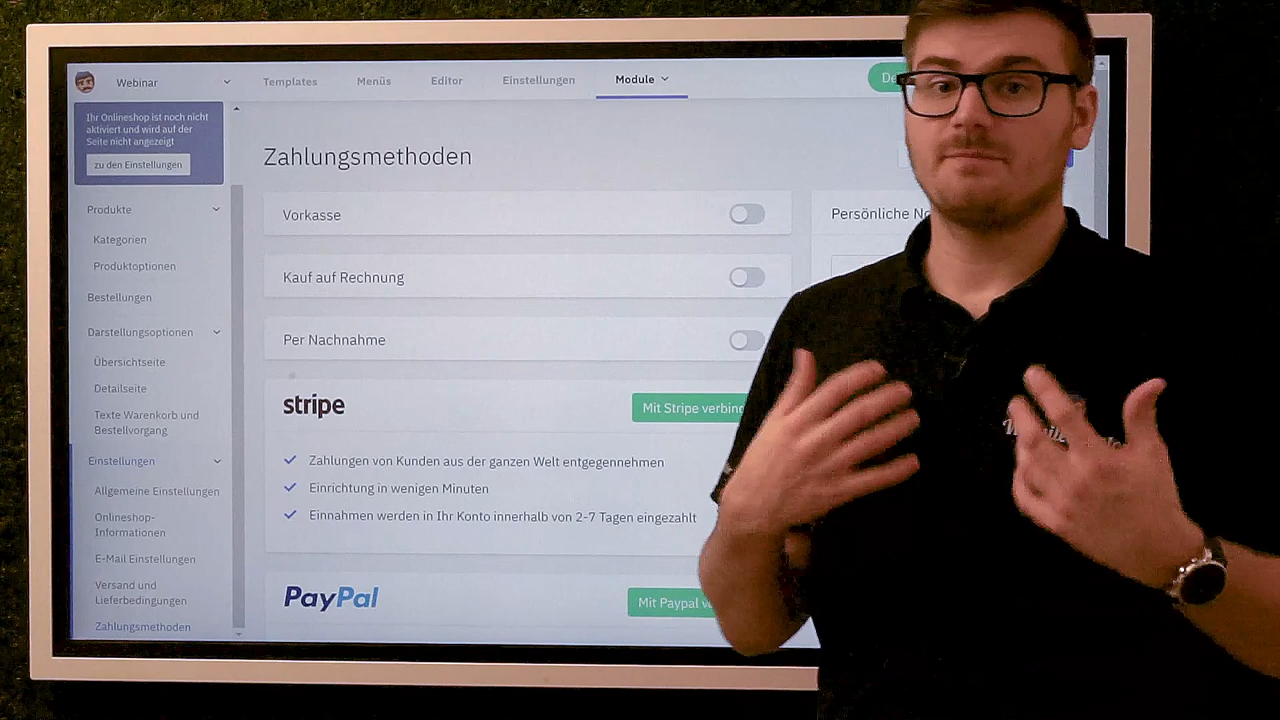 Webinar
Templates
Menüs
Editor
Einstellungen
Module
Ihr Onlineshop ist noch nicht
aktiviert und wird auf der
Seite nicht angezeigt
zu den Einstellungen
Produkte
Kategorien
Produktoptionen
Bestellungen
Darstellungsoptionen
Übersichtseite
Detailseite
Texte Warenkorb und
Bestellvorgang
Einstellungen
Allgemeine Einstellungen
Onlineshop-
Informationen
E-Mail Einstellungen
Versand und
Lieferbedingungen
Zahlungsmethoden
Zahlungsmethoden
Vorkasse
Kauf auf Rechnung
Per Nachnahme
stripe
Mit Stripe verbind
Zahlungen von Kunden aus der ganzen Welt entgegennehmen
Einrichtung in wenigen Minuten
Einnahmen werden in Ihr Konto innerhalb von 2-7 Tagen eingezahlt
PayPal
Mit Paypal
Persönliche